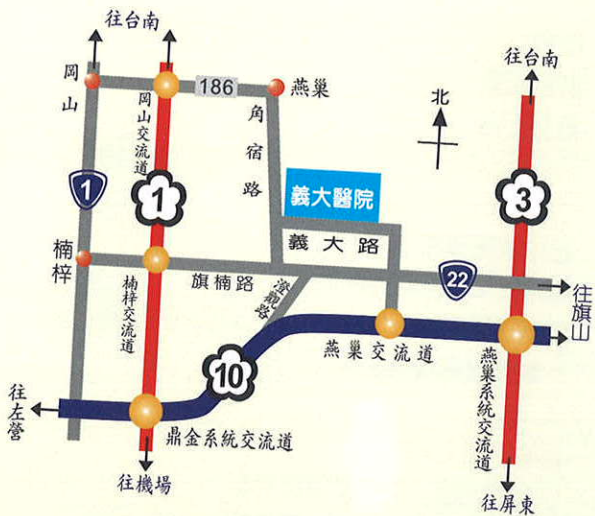 往台南
往台南
岡山
186
燕巢
岡山交流道
角宿路
北
1
1
義大醫院
3
義大路
楠梓
旗楠路
22
澄觀路
往旗山
楠梓交流道
燕巢交流道
燕巢系統交流道
10
往左營
鼎金系統交流道
往機場
往屏東